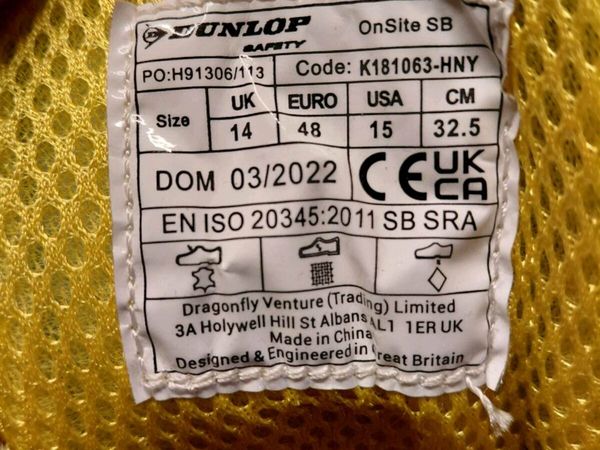 DUNLOP OnSite SB
SAFETY
PO:H91306/113 Code: K181063-HNY
Size UK EURO USA CM
14 48 15 32.5
DOM 03/2022 CE UK
CA
EN ISO 20345:2011 SB SRA
Dragonfly Venture (Trading) Limited
3A Holywell Hill St Albans AL1 1ER UK
Made in China
Designed & Engineered in Great Britain